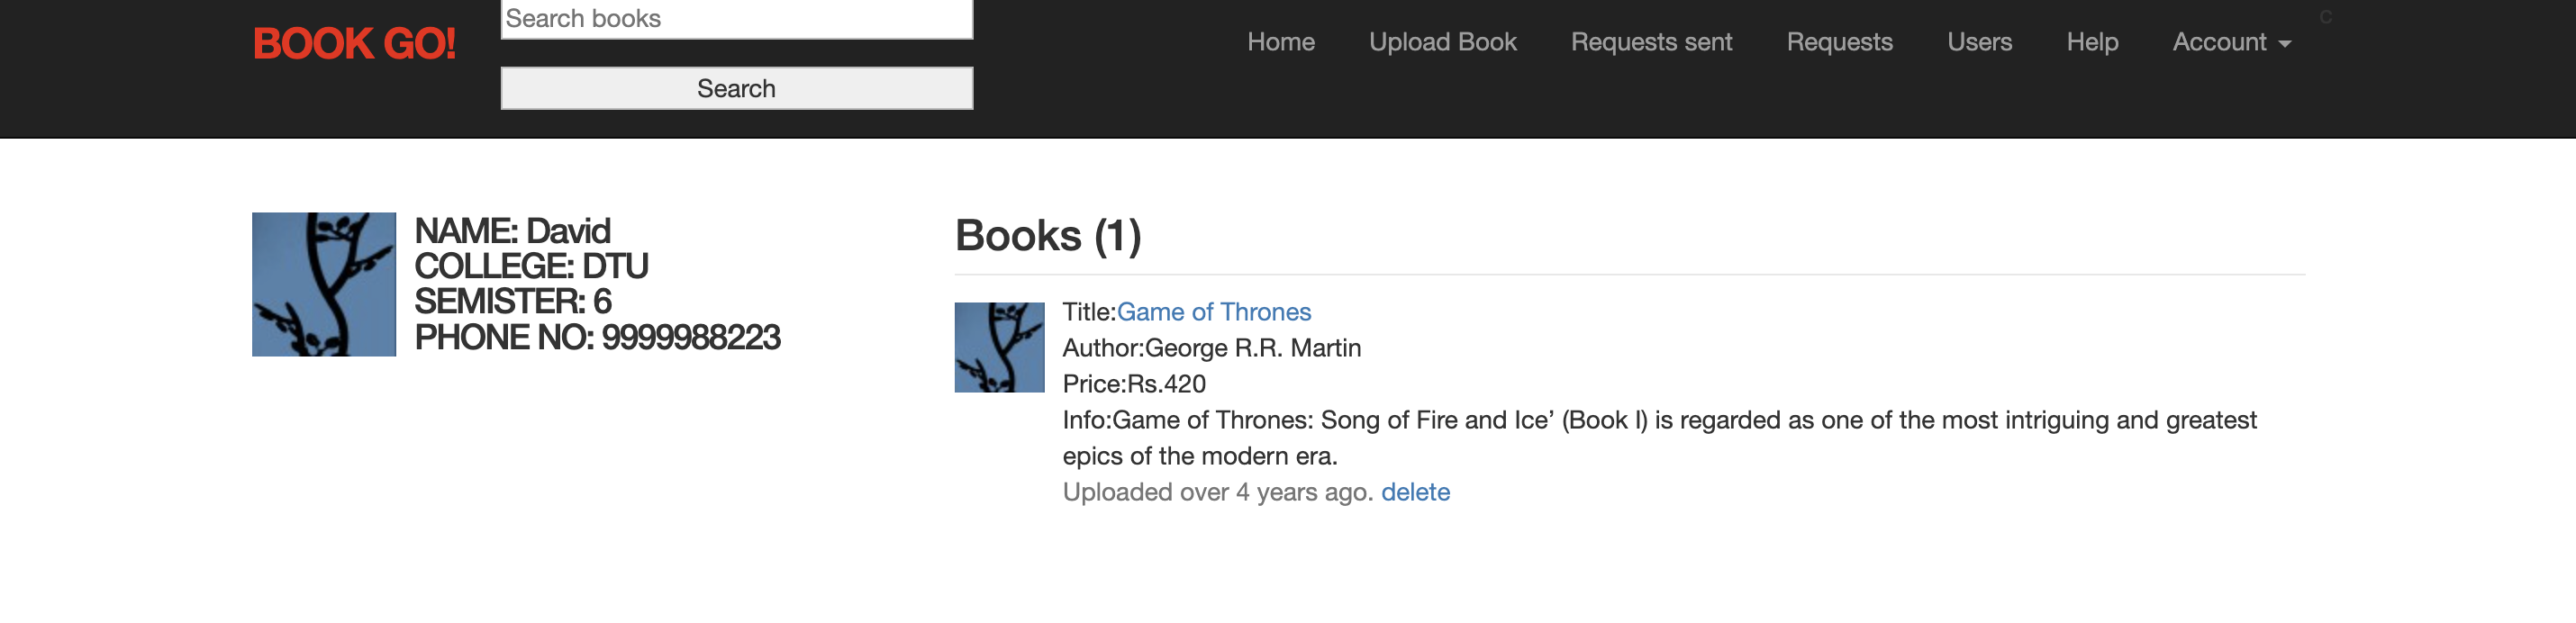 BOOK GO!
Search books
Search
Home Upload Book Requests sent Requests Users Help Account
c
NAME: David
COLLEGE: DTU
SEMISTER: 6
PHONE NO: 9999988223
Books (1)
Title:Game of Thrones
Author:George R.R. Martin
Price:Rs.420
Info:Game of Thrones: Song of Fire and Ice’ (Book I) is regarded as one of the most intriguing and greatest
epics of the modern era.
Uploaded over 4 years ago. delete